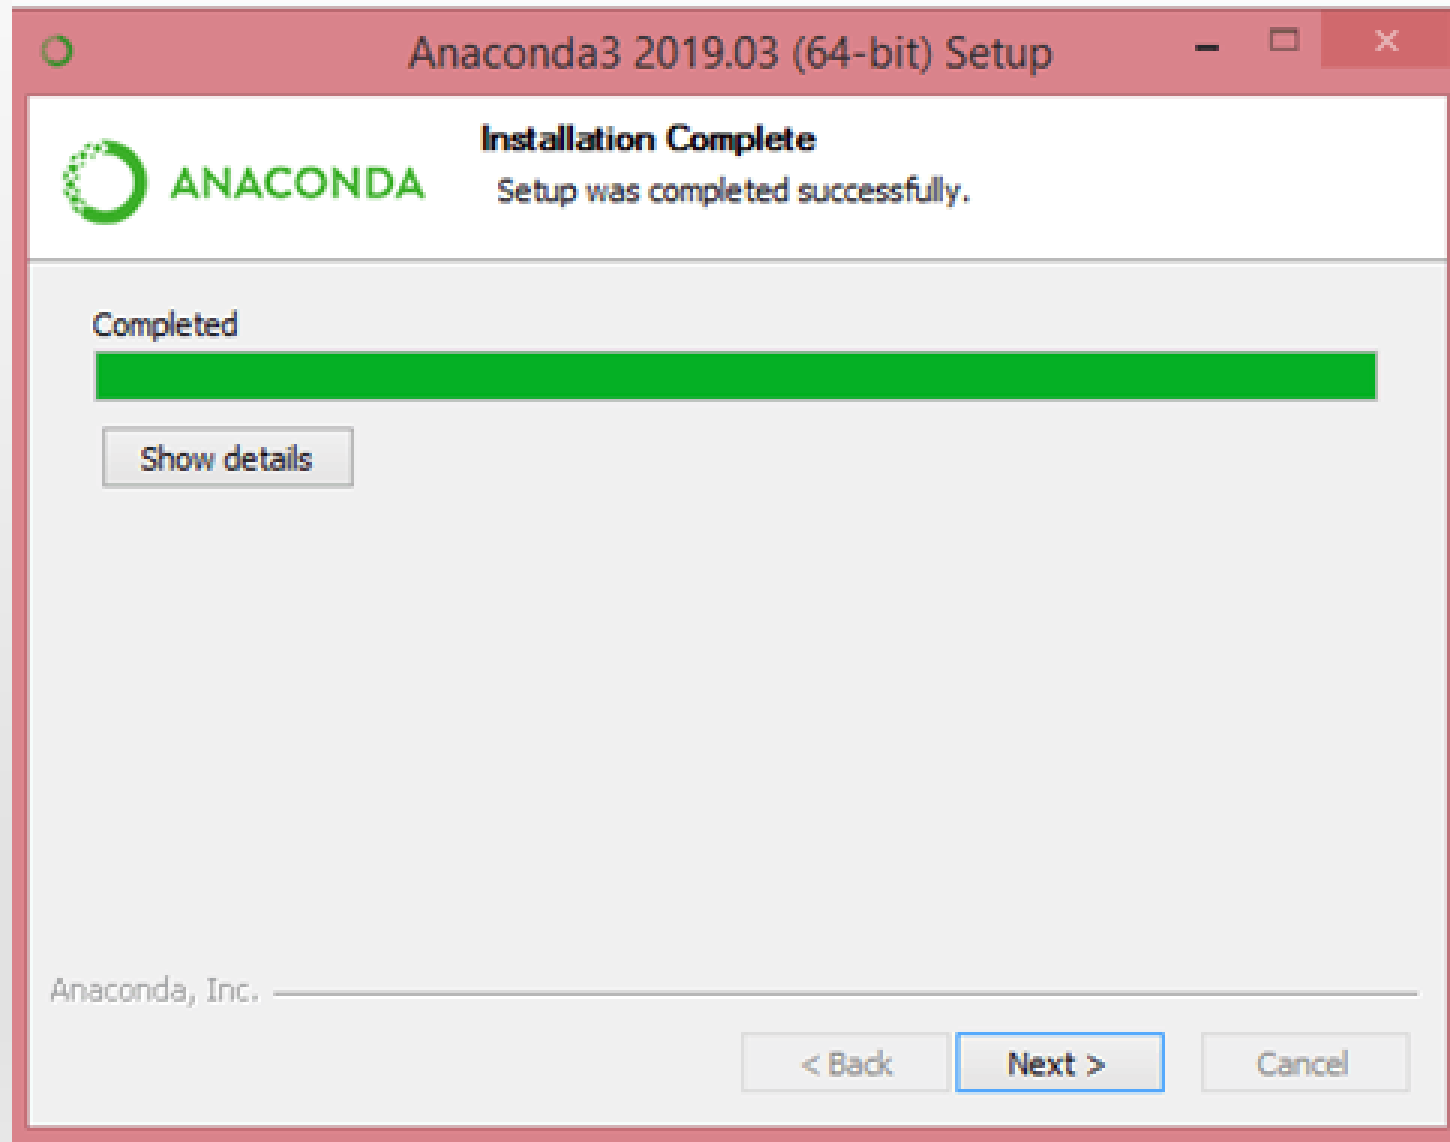 Anaconda3 2019.03 (64-bit) Setup
ANACONDA
Installation Complete
Setup was completed successfully.
Completed
Show details
Anaconda, Inc.
< Back
Next >
Cancel